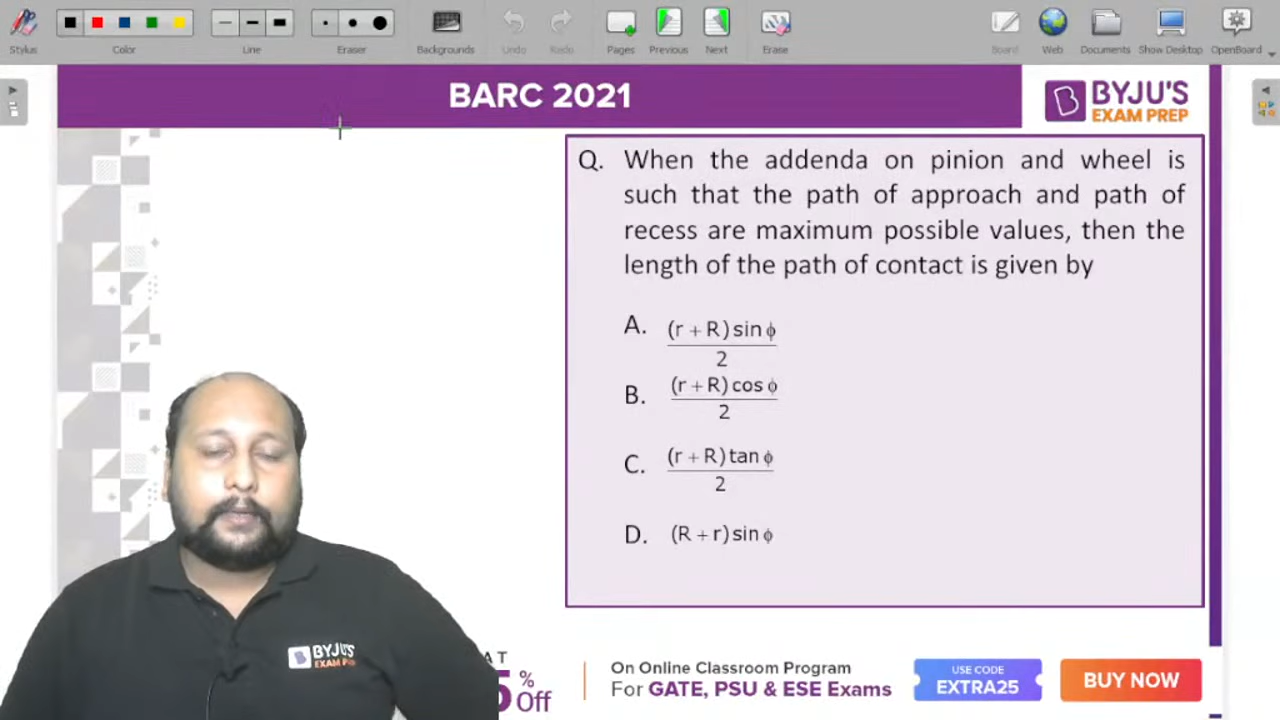 Stylus
Color
Line
Eraser
Backgrounds
Undo
Redo
Pages
Previous
Next
Erase
Board
Web
Documents
Show Desktop
OpenBoard
BARC 2021
BYJU'S
EXAM PREP
Q. When the addenda on pinion and wheel is
such that the path of approach and path of
recess are maximum possible values, then the
length of the path of contact is given by
A. (r + R) sin ϕ
2
B. (r + R) cos ϕ
2
C. (r + R) tan ϕ
2
D. (R + r) sin ϕ
BYJU'S
EXAM PREP
%
Off
On Online Classroom Program
For GATE, PSU & ESE Exams
USE CODE
EXTRA25
BUY NOW